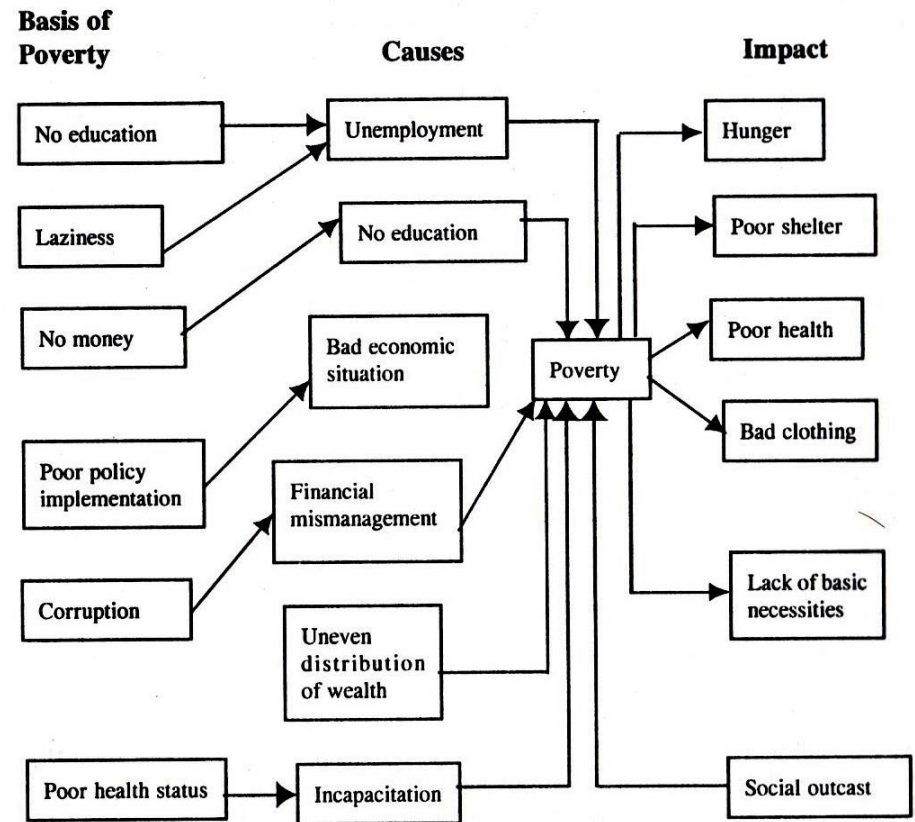 Basis of
Poverty
Causes
Impact
No education
Unemployment
Hunger
Laziness
No education
Poor shelter
No money
Bad economic
situation
Poverty
Poor health
Bad clothing
Poor policy
implementation
Financial
mismanagement
Corruption
Lack of basic
necessities
Uneven
distribution
of wealth
Poor health status
Incapacitation
Social outcast